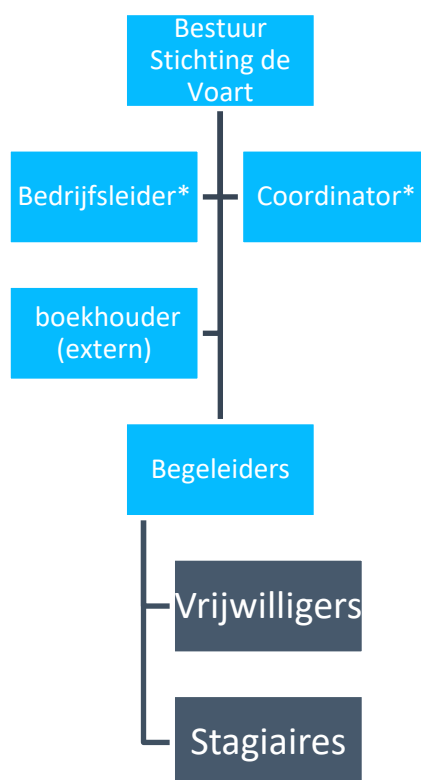 Bestuur
Stichting de
Voart
Bedrijfsleider*
Coordinator*
boekhouder
(extern)
Begeleiders
Vrijwilligers
Stagiaires